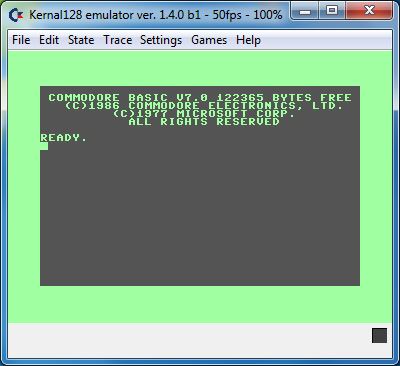 Kernal128 emulator ver. 1.4.0 b1 - 50fps - 100%
File Edit State Trace Settings Games Help
COMMODORE BASIC V7.0 122365 BYTES FREE
(C)1986 COMMODORE ELECTRONICS, LTD.
(C)1977 MICROSOFT CORP.
ALL RIGHTS RESERVED
READY.